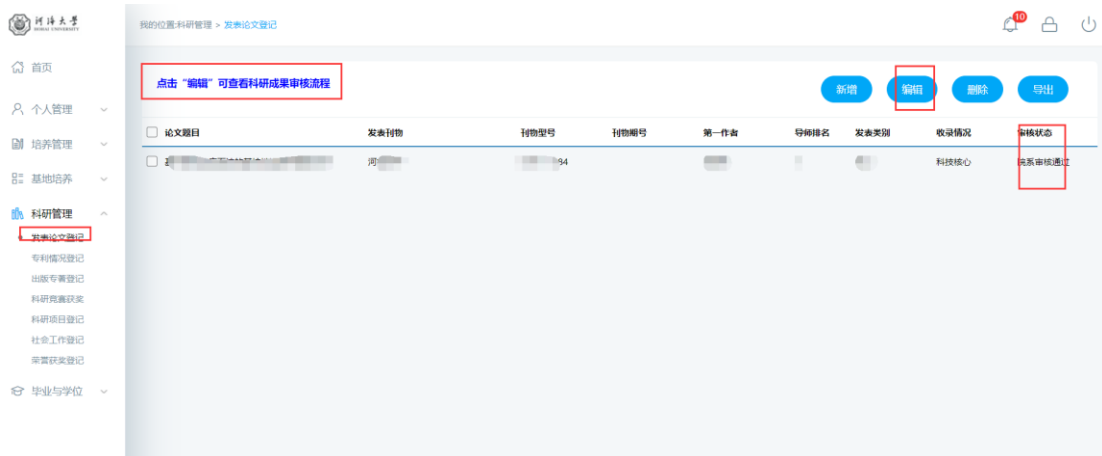 河海大学
HOHAI UNIVERSITY
我的位置:科研管理 > 发表论文登记
10
首页
个人管理
培养管理
基地培养
科研管理
发表论文登记
专利情况登记
出版专著登记
科研竞赛获奖
科研项目登记
社会工作登记
荣誉获奖登记
毕业与学位
点击“编辑”可查看科研成果审核流程
新增 编辑 删除 导出
论文题目 发表刊物 刊物型号 刊物期号 第一作者 导师排名 发表类别 收录情况 审核状态
河 84 科技核心 院系审核通过